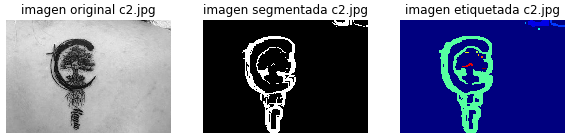 imagen original c2.jpg
imagen segmentada c2.jpg
imagen etiquetada c2.jpg